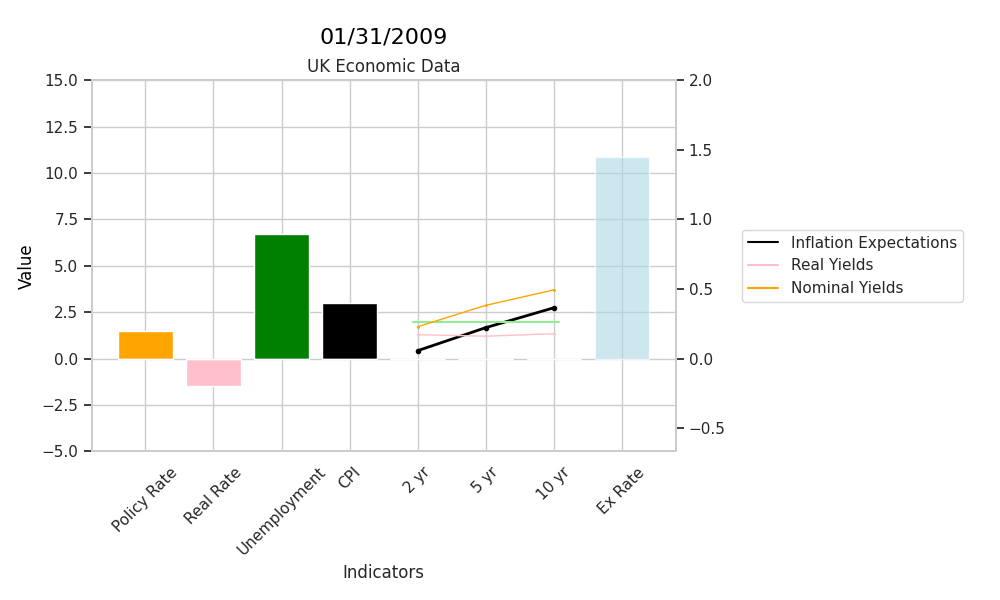 01/31/2009
UK Economic Data
15.0
12.5
10.0
7.5
5.0
2.5
0.0
−2.5
−5.0
Value
2.0
1.5
1.0
0.5
0.0
−0.5
Inflation Expectations
Real Yields
Nominal Yields
Policy Rate
Real Rate
Unemployment
CPI
2 yr
5 yr
10 yr
Ex Rate
Indicators